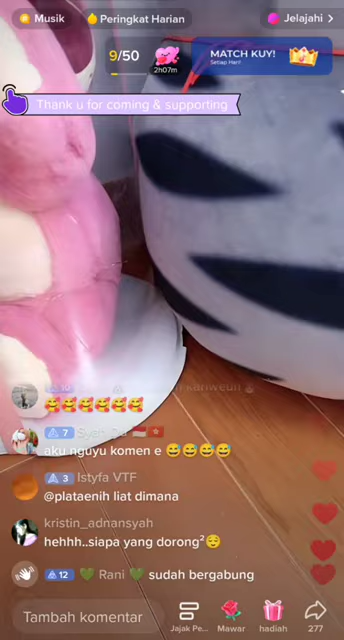 Musik
Peringkat Harian
Jelajahi >
9/50
2h07m
MATCH KUY!
Setiap Hari!
Thank u for coming & supporting
🥰🥰🥰🥰🥰🥰
7
aku nguyu komen e 😅😅😅😅
3 Istyfa VTF
@plataenih liat dimana
kristin_adnansyah
hehhh..siapa yang dorong²😌
12 💚 Rani 💚 sudah bergabung
Tambah komentar
Jajak Pe...
Mawar
hadiah
277